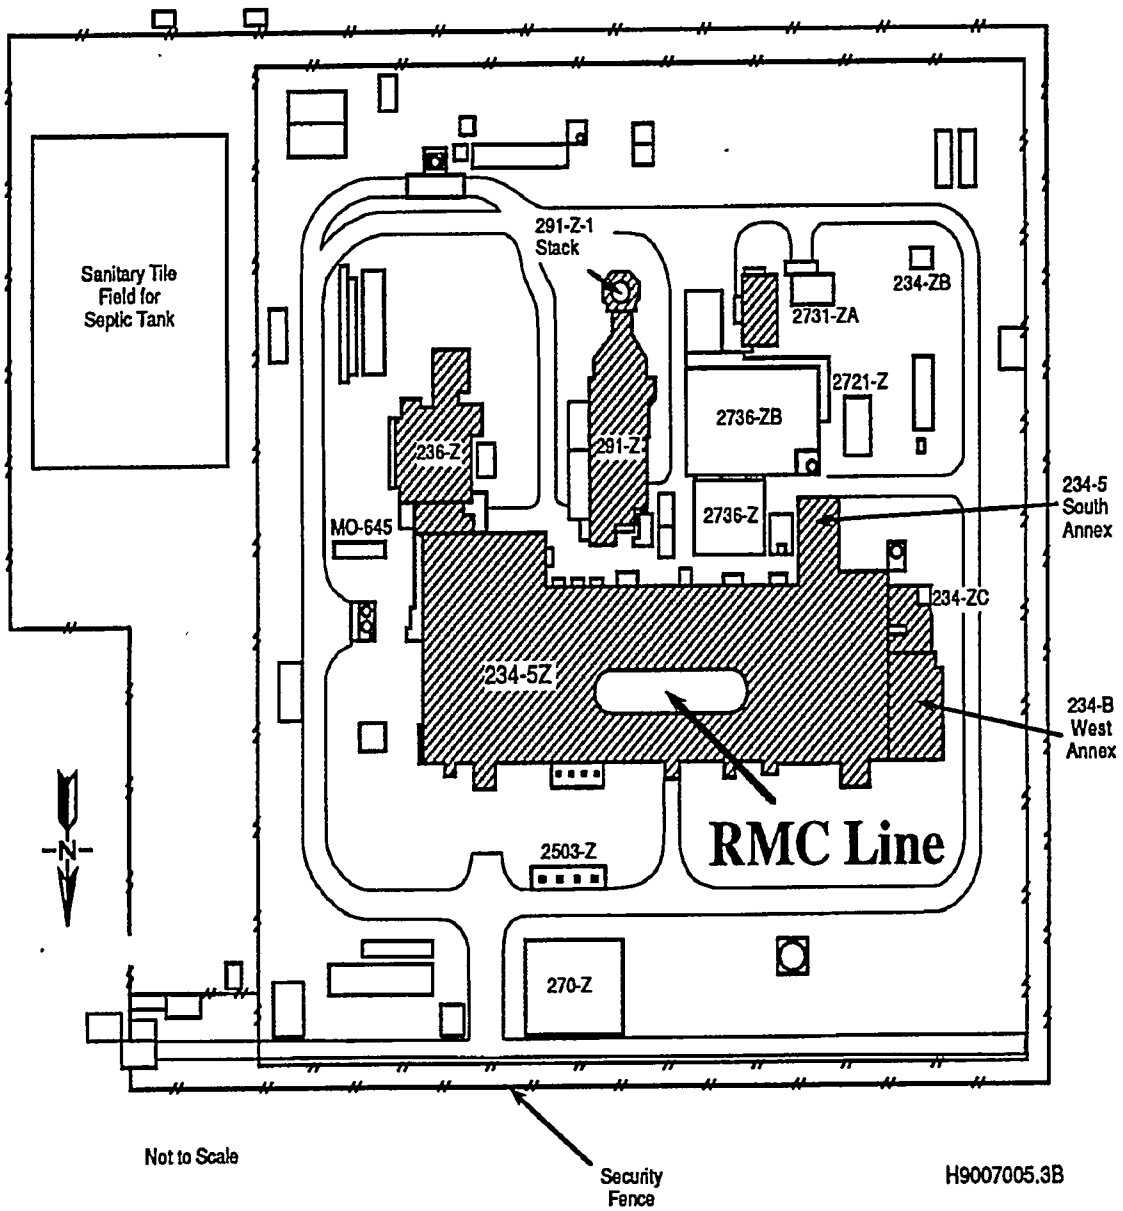 291-Z-1
Stack
Sanitary Tile
Field for
Septic Tank
234-ZB
2731-ZA
2721-Z
2736-ZB
236-Z
291-Z
234-5
South
Annex
2736-Z
MO-645
234-ZC
234-5Z
234-B
West
Annex
RMC Line
N
2503-Z
270-Z
Not to Scale
Security
Fence
H9007005.3B